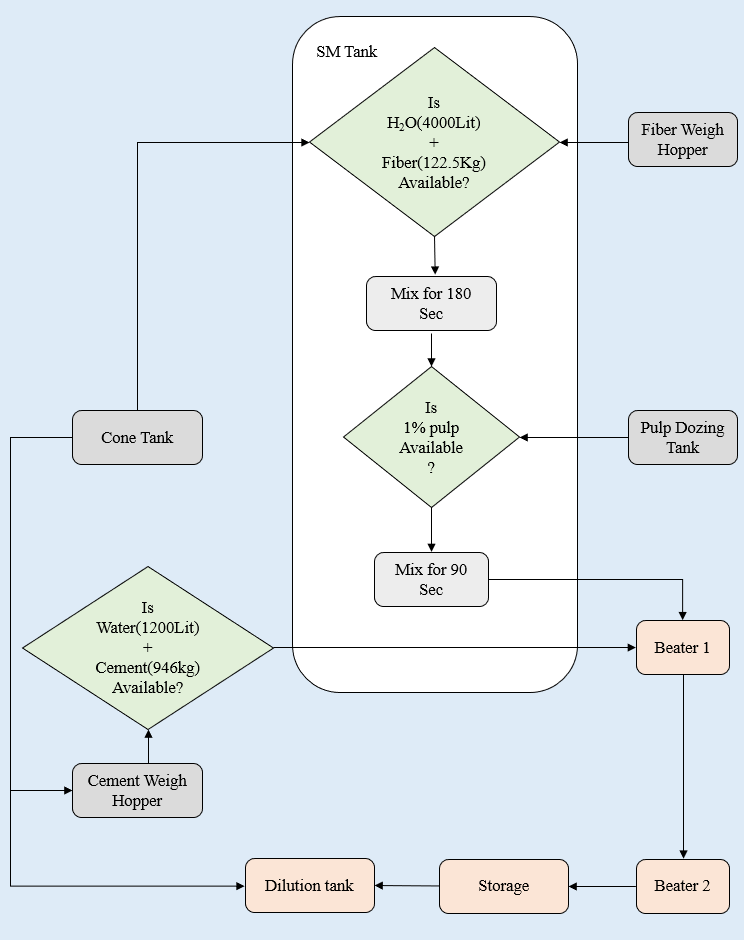 SM Tank
Is
H₂O(4000Lit)
+
Fiber(122.5Kg)
Available?
Fiber Weigh
Hopper
Mix for 180
Sec
Is
1% pulp
Available
?
Cone Tank
Pulp Dozing
Tank
Mix for 90
Sec
Is
Water(1200Lit)
+
Cement(946kg)
Available?
Beater 1
Cement Weigh
Hopper
Dilution tank
Storage
Beater 2